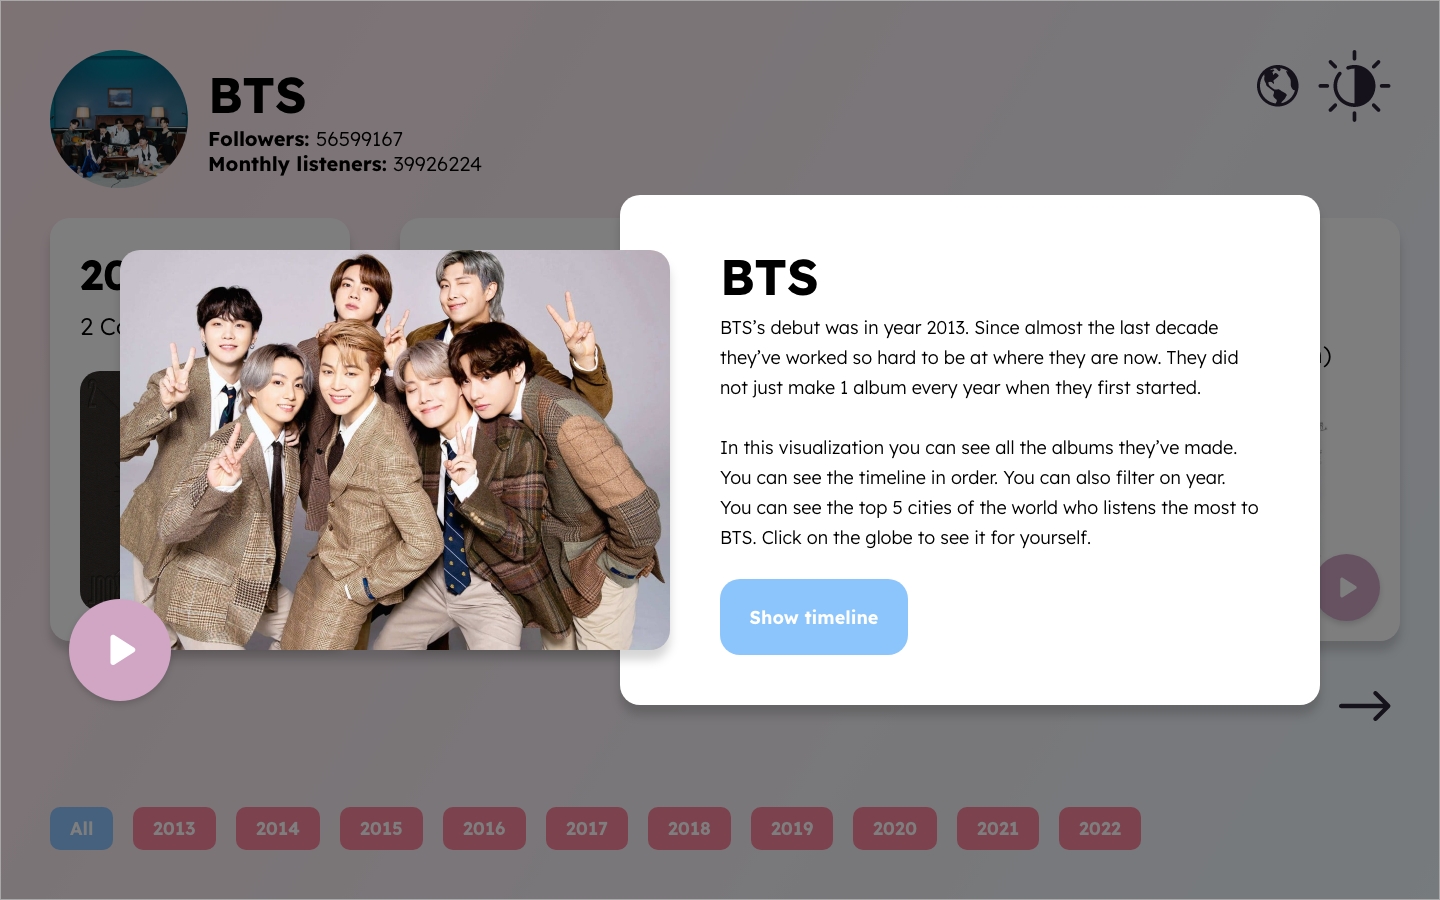 BTS
Followers: 56599167
Monthly listeners: 39926224
20
2 Co
BTS
BTS’s debut was in year 2013. Since almost the last decade
they’ve worked so hard to be at where they are now. They did
not just make 1 album every year when they first started.
In this visualization you can see all the albums they’ve made.
You can see the timeline in order. You can also filter on year.
You can see the top 5 cities of the world who listens the most to
BTS. Click on the globe to see it for yourself.
Show timeline
All
2013
2014
2015
2016
2017
2018
2019
2020
2021
2022